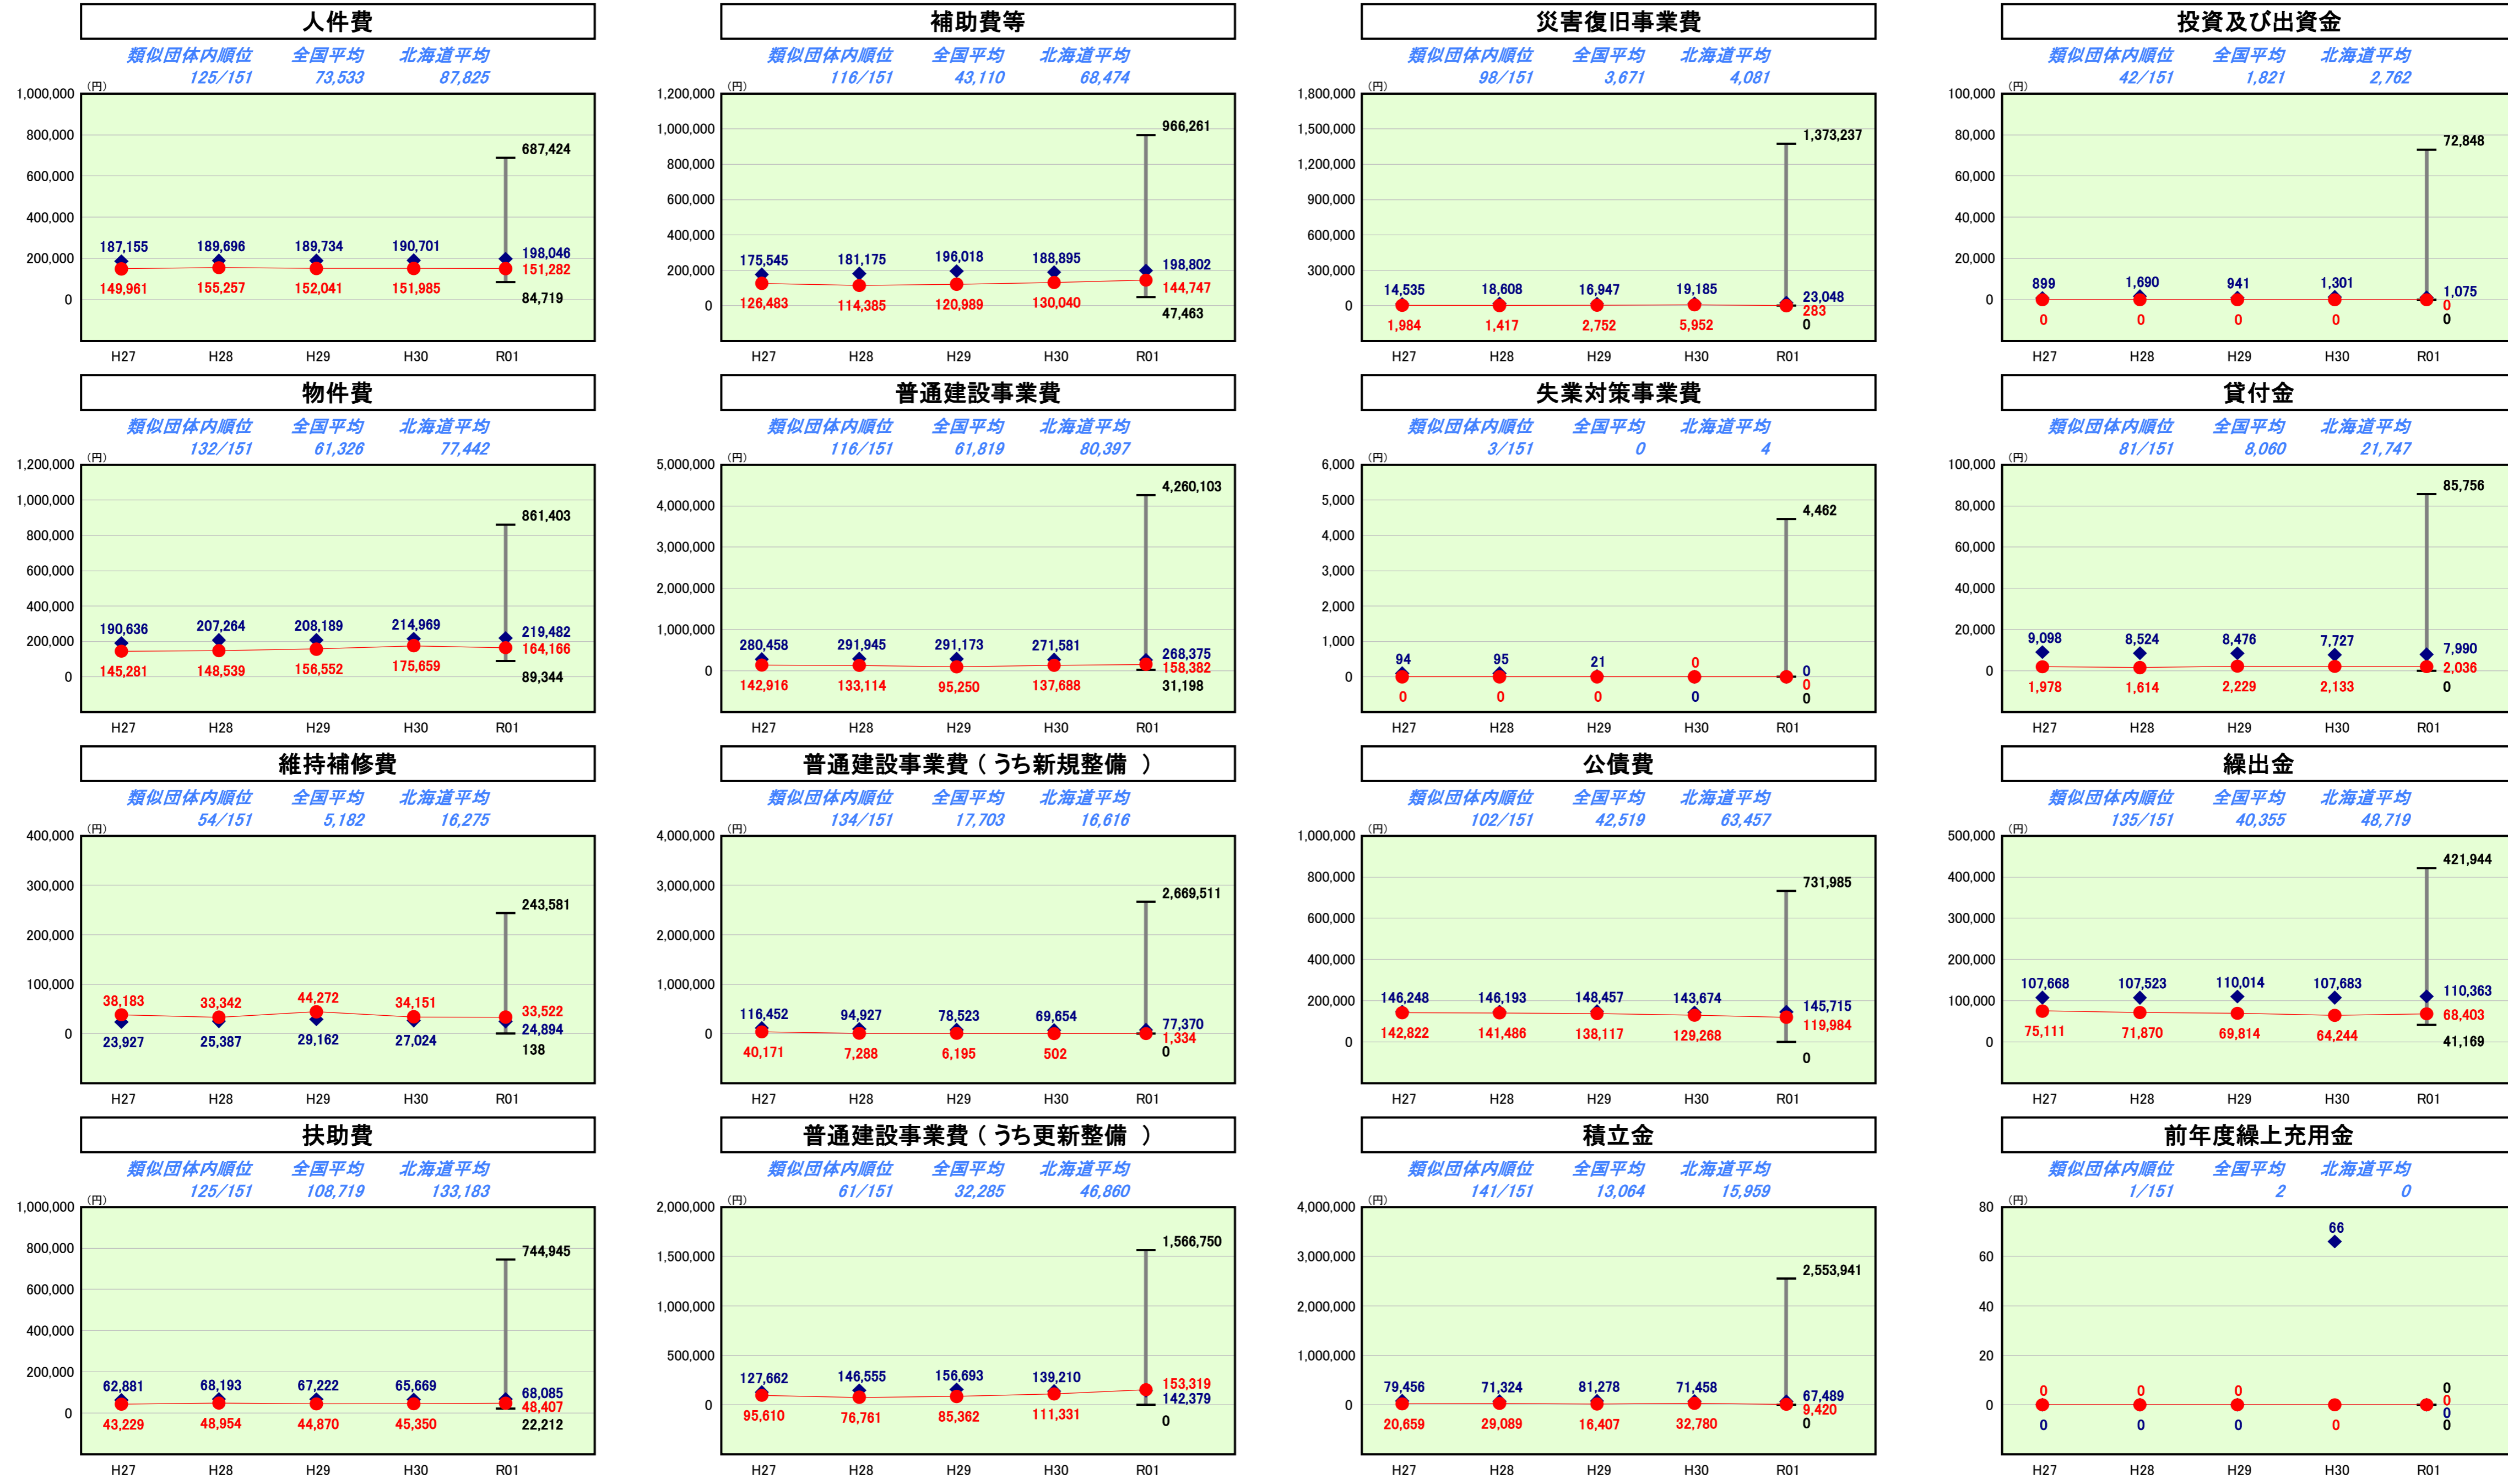 人件費
類似団体内順位 全国平均 北海道平均
125/151 73,533 87,825
(円)
1,000,000
800,000
600,000
400,000
200,000
0
687,424
187,155 189,696 189,734 190,701 198,046
149,961 155,257 152,041 151,985 151,282
84,719
H27 H28 H29 H30 R01
補助費等
類似団体内順位 全国平均 北海道平均
116/151 43,110 68,474
(円)
1,200,000
1,000,000
800,000
600,000
400,000
200,000
0
966,261
175,545 181,175 196,018 188,895 198,802
126,483 114,385 120,989 130,040 144,747
47,463
H27 H28 H29 H30 R01
災害復旧事業費
類似団体内順位 全国平均 北海道平均
98/151 3,671 4,081
(円)
1,800,000
1,500,000
1,200,000
900,000
600,000
300,000
0
1,373,237
14,535 18,608 16,947 19,185 23,048
1,984 1,417 2,752 5,952 283
0
H27 H28 H29 H30 R01
投資及び出資金
類似団体内順位 全国平均 北海道平均
42/151 1,821 2,762
(円)
100,000
80,000
60,000
40,000
20,000
0
72,848
899 1,690 941 1,301 1,075
0 0 0 0 0
0
H27 H28 H29 H30 R01
物件費
類似団体内順位 全国平均 北海道平均
132/151 61,326 77,442
(円)
1,200,000
1,000,000
800,000
600,000
400,000
200,000
0
861,403
190,636 207,264 208,189 214,969 219,482
145,281 148,539 156,552 175,659 164,166
89,344
H27 H28 H29 H30 R01
普通建設事業費
類似団体内順位 全国平均 北海道平均
116/151 61,819 80,397
(円)
5,000,000
4,000,000
3,000,000
2,000,000
1,000,000
0
4,260,103
280,458 291,945 291,173 271,581 268,375
142,916 133,114 95,250 137,688 158,382
31,198
H27 H28 H29 H30 R01
失業対策事業費
類似団体内順位 全国平均 北海道平均
3/151 0 4
(円)
6,000
5,000
4,000
3,000
2,000
1,000
0
4,462
94 95 21 0 0
0 0 0 0 0
0
H27 H28 H29 H30 R01
貸付金
類似団体内順位 全国平均 北海道平均
81/151 8,060 21,747
(円)
100,000
80,000
60,000
40,000
20,000
0
85,756
9,098 8,524 8,476 7,727 7,990
1,978 1,614 2,229 2,133 2,036
0
H27 H28 H29 H30 R01
維持補修費
類似団体内順位 全国平均 北海道平均
54/151 5,182 16,275
(円)
400,000
300,000
200,000
100,000
0
243,581
38,183 33,342 44,272 34,151 33,522
23,927 25,387 29,162 27,024 24,894
138
H27 H28 H29 H30 R01
普通建設事業費（うち新規整備 ）
類似団体内順位 全国平均 北海道平均
134/151 17,703 16,616
(円)
4,000,000
3,000,000
2,000,000
1,000,000
0
2,669,511
116,452 94,927 78,523 69,654 77,370
40,171 7,288 6,195 502 1,334
0
H27 H28 H29 H30 R01
公債費
類似団体内順位 全国平均 北海道平均
102/151 42,519 63,457
(円)
1,000,000
800,000
600,000
400,000
200,000
0
731,985
146,248 146,193 148,457 143,674 145,715
142,822 141,486 138,117 129,268 119,984
0
H27 H28 H29 H30 R01
繰出金
類似団体内順位 全国平均 北海道平均
135/151 40,355 48,719
(円)
500,000
400,000
300,000
200,000
100,000
0
421,944
107,668 107,523 110,014 107,683 110,363
75,111 71,870 69,814 64,244 68,403
41,169
H27 H28 H29 H30 R01
扶助費
類似団体内順位 全国平均 北海道平均
125/151 108,719 133,183
(円)
1,000,000
800,000
600,000
400,000
200,000
0
744,945
62,881 68,193 67,222 65,669 68,085
43,229 48,954 44,870 45,350 48,407
22,212
H27 H28 H29 H30 R01
普通建設事業費（うち更新整備 ）
類似団体内順位 全国平均 北海道平均
61/151 32,285 46,860
(円)
2,000,000
1,500,000
1,000,000
500,000
0
1,566,750
127,662 146,555 156,693 139,210 153,319
95,610 76,761 85,362 111,331 142,379
0
H27 H28 H29 H30 R01
積立金
類似団体内順位 全国平均 北海道平均
141/151 13,064 15,959
(円)
4,000,000
3,000,000
2,000,000
1,000,000
0
2,553,941
79,456 71,324 81,278 71,458 67,489
20,659 29,089 16,407 32,780 9,420
0
H27 H28 H29 H30 R01
前年度繰上充用金
類似団体内順位 全国平均 北海道平均
1/151 2 0
(円)
80
60
40
20
0
66
0
0 0 0 0
0 0 0 0 0
0
H27 H28 H29 H30 R01